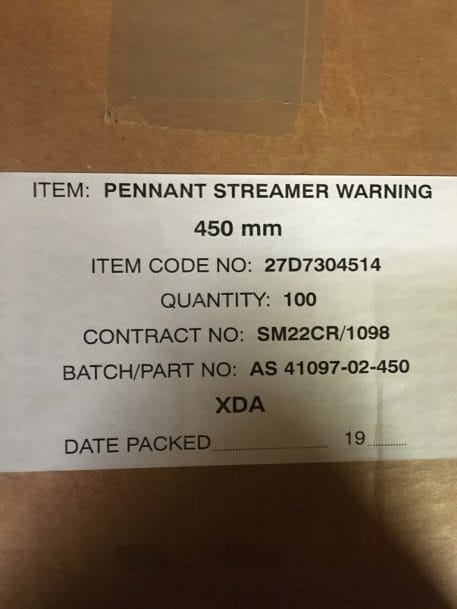 ITEM: PENNANT STREAMER WARNING
450 mm
ITEM CODE NO: 27D7304514
QUANTITY: 100
CONTRACT NO: SM22CR/1098
BATCH/PART NO: AS 41097-02-450
XDA
DATE PACKED.............................. 19..........